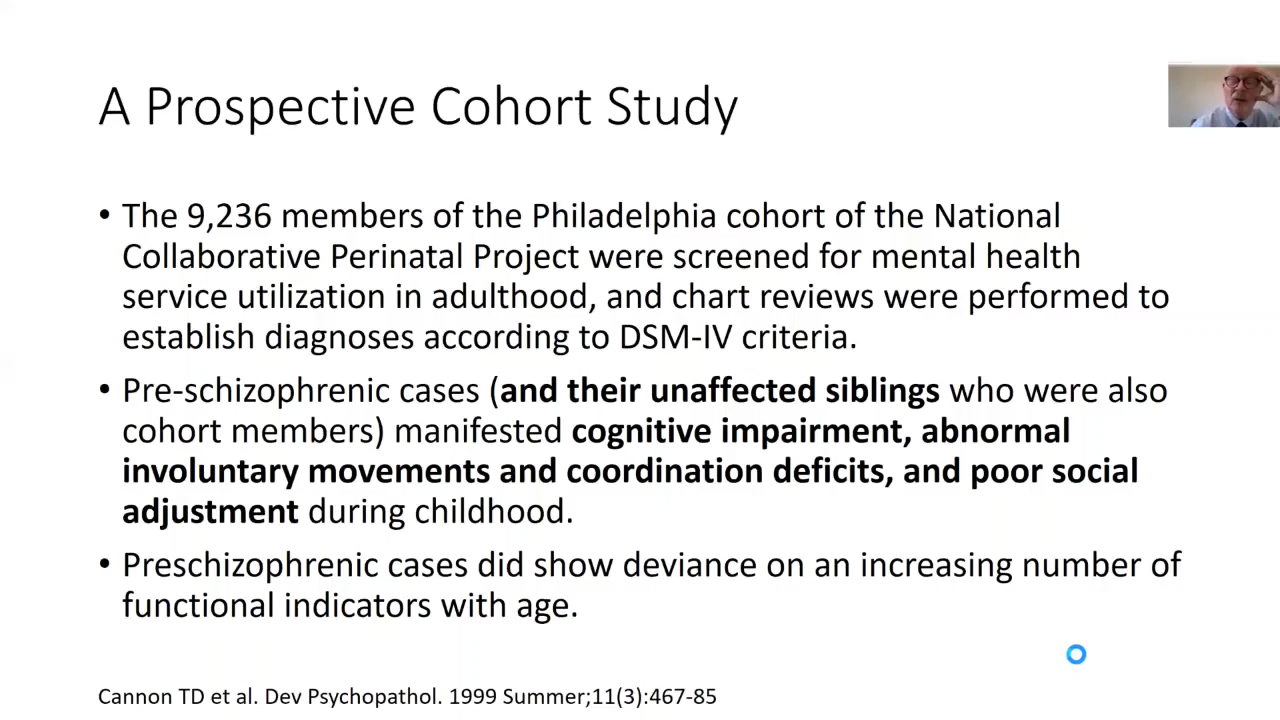 A Prospective Cohort Study
• The 9,236 members of the Philadelphia cohort of the National
Collaborative Perinatal Project were screened for mental health
service utilization in adulthood, and chart reviews were performed to
establish diagnoses according to DSM-IV criteria.
• Pre-schizophrenic cases (and their unaffected siblings who were also
cohort members) manifested cognitive impairment, abnormal
involuntary movements and coordination deficits, and poor social
adjustment during childhood.
• Preschizophrenic cases did show deviance on an increasing number of
functional indicators with age.
Cannon TD et al. Dev Psychopathol. 1999 Summer;11(3):467-85